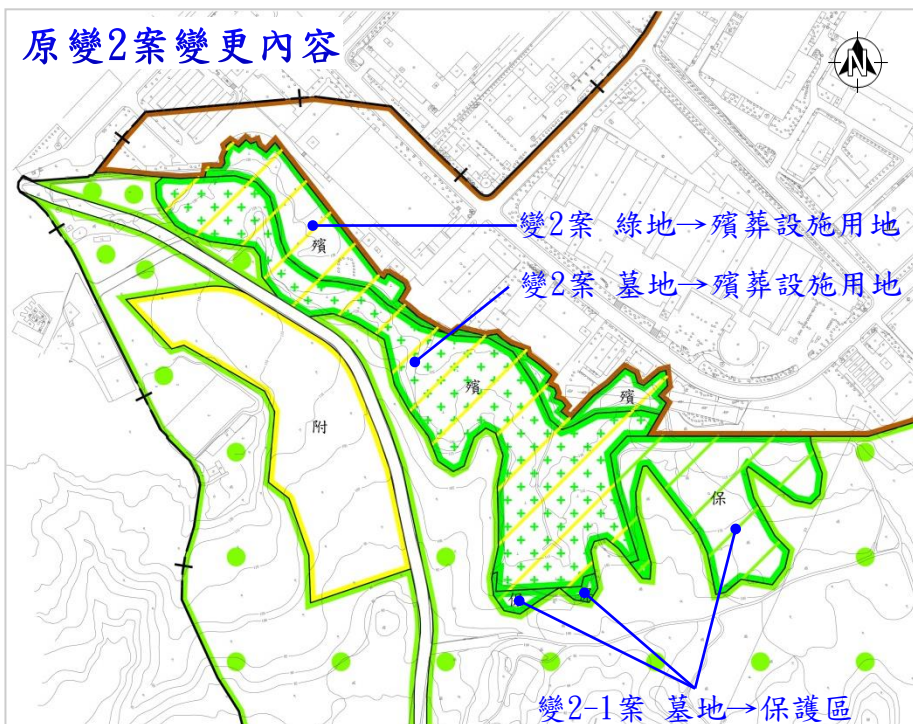 原變2案變更內容
N
變2案 綠地→殯葬設施用地
殯
變2案 墓地→殯葬設施用地
殯
殯
附
保
保
變2-1案 墓地→保護區